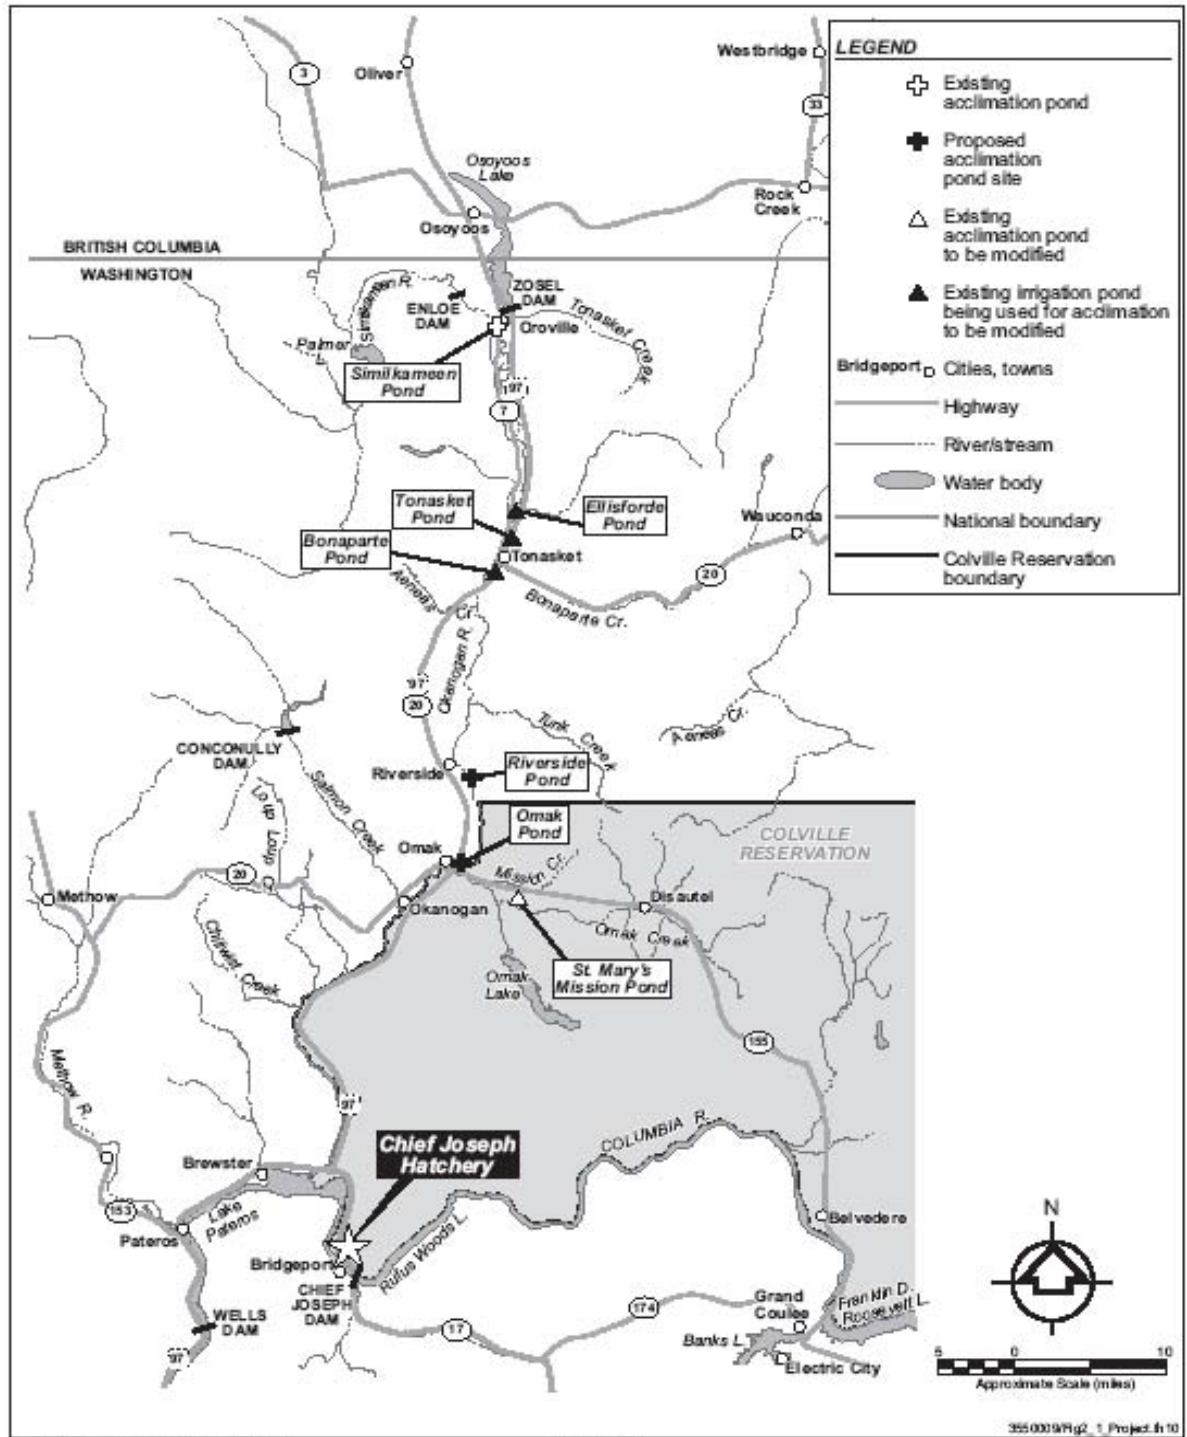 3
Oliver
Westbridge
33
Osoyoos
Lake
Rock
Creek
Osoyoos
BRITISH COLUMBIA
WASHINGTON
Similkameen R.
ENLOE
DAM
ZOSEL
DAM
Oroville
Tonasket Creek
Palmer
L.
Similkameen
Pond
97
7
Tonasket
Pond
Ellisforde
Pond
Bonaparte
Pond
Tonasket
Wauconda
20
Aeneas Cr.
Bonaparte Cr.
Okanogan R.
97
20
Tunk Creek
Aeneas Cr.
CONCONULLY
DAM
Riverside
Riverside
Pond
Salmon Creek
Loup Loup
Cr.
Omak
Pond
COLVILLE
RESERVATION
Omak
Mission Cr.
20
Methow
Okanogan
Disautel
Omak Creek
Chiliwist Creek
Omak
Lake
St. Mary's
Mission Pond
155
Methow R.
97
COLUMBIA R.
Chief Joseph
Hatchery
Brewster
153
Lake
Pateros
Pateros
Belvedere
Rufus Woods L.
Bridgeport
CHIEF
JOSEPH
DAM
WELLS
DAM
97
17
174
Grand
Coulee
Franklin D.
Roosevelt L.
Banks L.
Electric City
LEGEND
Existing
acclimation pond
Proposed
acclimation
pond site
Existing
acclimation pond
to be modified
Existing irrigation pond
being used for acclimation
to be modified
Bridgeport Cities, towns
Highway
River/stream
Water body
National boundary
Colville Reservation
boundary
N
5 0 10
Approximate Scale (miles)
3550009/Fig2_1_Project.fh10